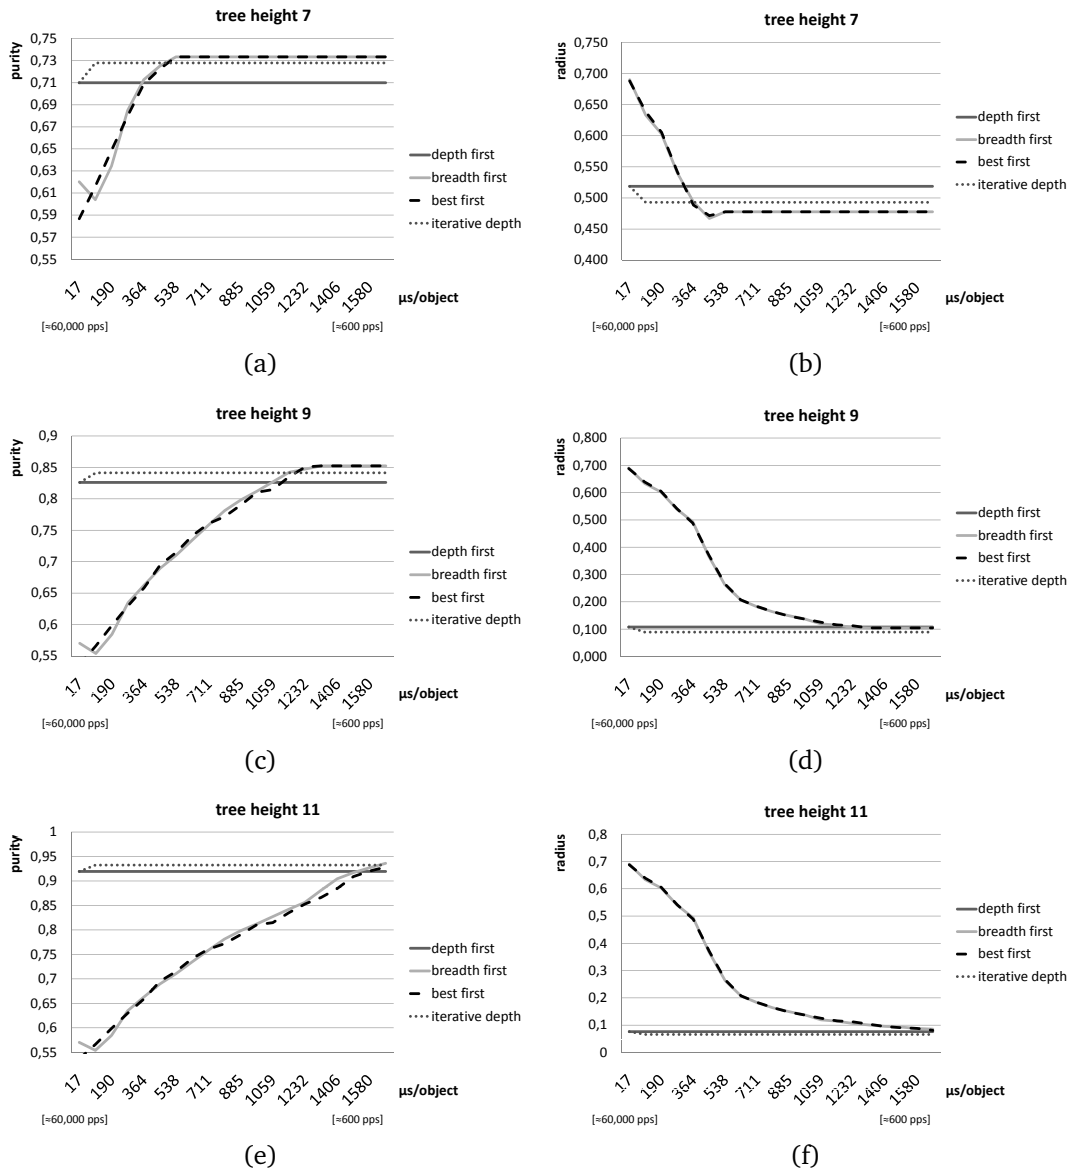 tree height 7
purity
0,75
0,73
0,71
0,69
0,67
0,65
0,63
0,61
0,59
0,55
depth first
breadth first
best first
iterative depth
17
190
364
538
711
885
1059
1232
1406
1580
µs/object
[≈60,000 pps]
[≈600 pps]
(a)
tree height 7
radius
0,750
0,700
0,650
0,600
0,550
0,500
0,450
0,400
depth first
breadth first
best first
iterative depth
17
190
364
538
711
885
1059
1232
1406
1580
µs/object
[≈60,000 pps]
[≈600 pps]
(b)
tree height 9
purity
0,9
0,85
0,8
0,75
0,7
0,65
0,6
0,55
depth first
breadth first
best first
iterative depth
17
190
364
538
711
885
1059
1232
1406
1580
µs/object
[≈60,000 pps]
[≈600 pps]
(c)
tree height 9
radius
0,800
0,700
0,600
0,500
0,400
0,300
0,200
0,100
0,000
depth first
breadth first
best first
iterative depth
17
190
364
538
711
885
1059
1232
1406
1580
µs/object
[≈60,000 pps]
[≈600 pps]
(d)
tree height 11
purity
1
0,95
0,9
0,85
0,8
0,75
0,7
0,65
0,6
0,55
depth first
breadth first
best first
iterative depth
17
190
364
538
711
885
1059
1232
1406
1580
µs/object
[≈60,000 pps]
[≈600 pps]
(e)
tree height 11
radius
0,8
0,7
0,6
0,5
0,4
0,3
0,2
0,1
0
depth first
breadth first
best first
iterative depth
17
190
364
538
711
885
1059
1232
1406
1580
µs/object
[≈60,000 pps]
[≈600 pps]
(f)